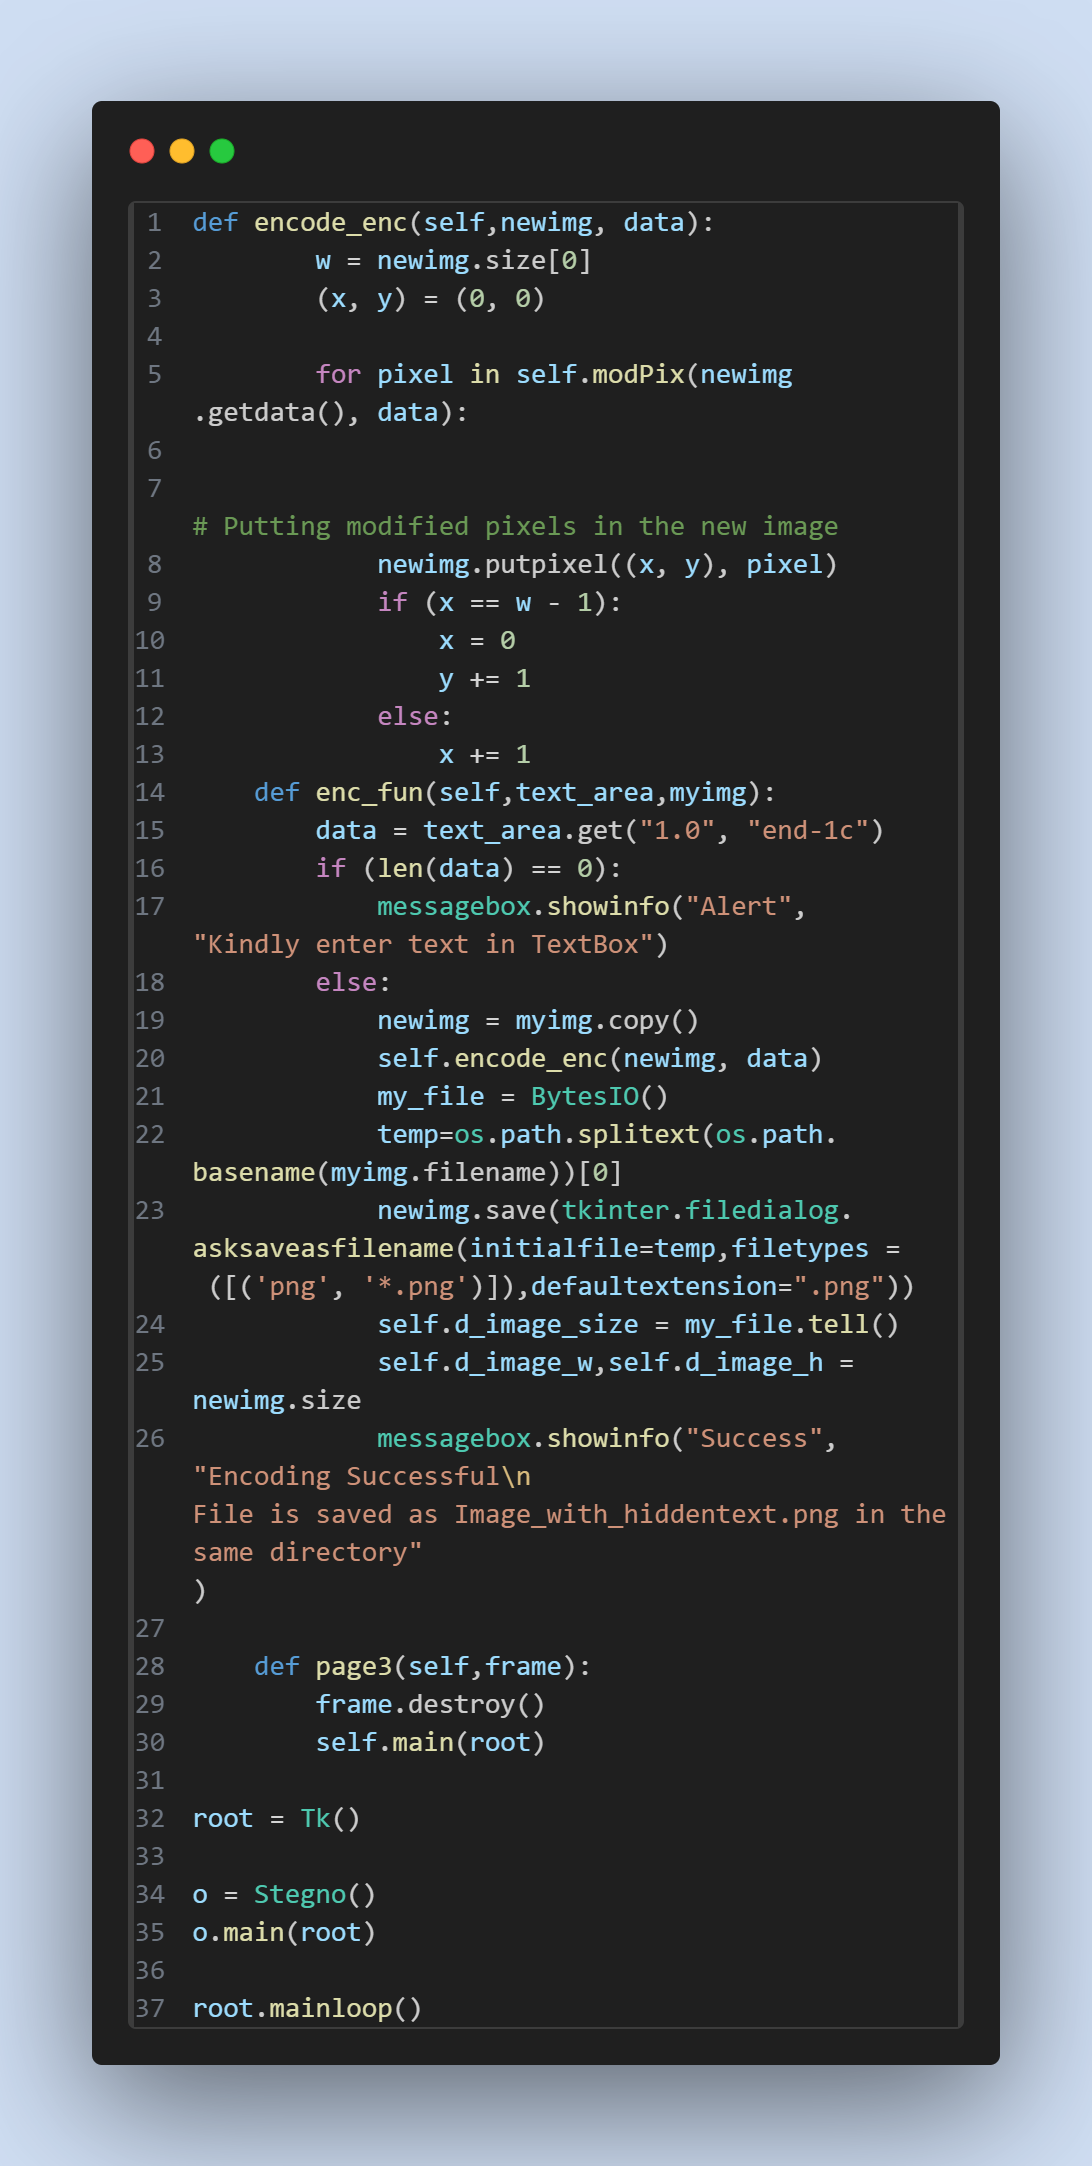 1 def encode_enc(self,newimg, data):
2         w = newimg.size[0]
3         (x, y) = (0, 0)
4
5         for pixel in self.modPix(newimg
.getdata(), data):
6
7
# Putting modified pixels in the new image
8             newimg.putpixel((x, y), pixel)
9             if (x == w - 1):
10                 x = 0
11                 y += 1
12             else:
13                 x += 1
14     def enc_fun(self,text_area,myimg):
15         data = text_area.get("1.0", "end-1c")
16         if (len(data) == 0):
17             messagebox.showinfo("Alert",
"Kindly enter text in TextBox")
18         else:
19             newimg = myimg.copy()
20             self.encode_enc(newimg, data)
21             my_file = BytesIO()
22             temp=os.path.splitext(os.path.
basename(myimg.filename))[0]
23             newimg.save(tkinter.filedialog.
asksaveasfilename(initialfile=temp,filetypes =
 ([('png', '*.png')]),defaultextension=".png"))
24             self.d_image_size = my_file.tell()
25             self.d_image_w,self.d_image_h =
newimg.size
26             messagebox.showinfo("Success",
"Encoding Successful\n
File is saved as Image_with_hiddentext.png in the
same directory"
)
27
28     def page3(self,frame):
29         frame.destroy()
30         self.main(root)
31
32 root = Tk()
33
34 o = Stegno()
35 o.main(root)
36
37 root.mainloop()